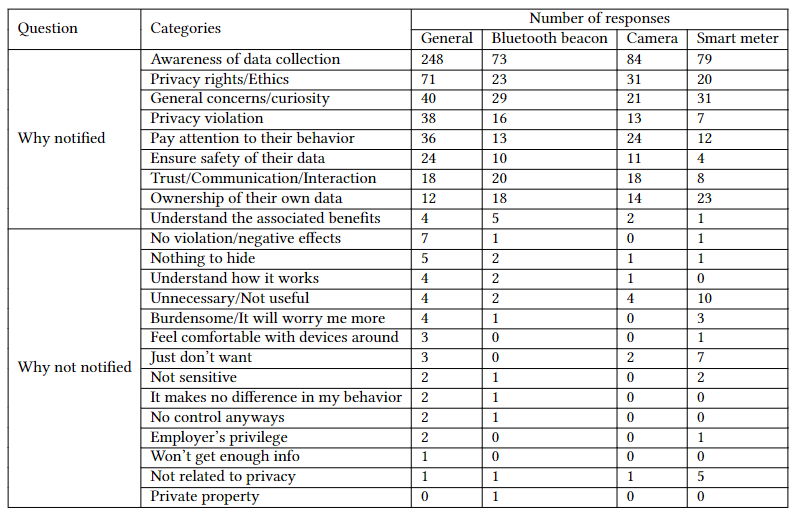 Question Categories Number of responses
General Bluetooth beacon Camera Smart meter
Why notified
Awareness of data collection 248 73 84 79
Privacy rights/Ethics 71 23 31 20
General concerns/curiosity 40 29 21 31
Privacy violation 38 16 13 7
Pay attention to their behavior 36 13 24 12
Ensure safety of their data 24 10 11 4
Trust/Communication/Interaction 18 20 18 8
Ownership of their own data 12 18 14 23
Understand the associated benefits 4 5 2 1
Why not notified
No violation/negative effects 7 1 0 1
Nothing to hide 5 2 1 1
Understand how it works 4 2 1 0
Unnecessary/Not useful 4 2 4 10
Burdensome/It will worry me more 4 1 0 3
Feel comfortable with devices around 3 0 0 1
Just don't want 3 0 2 7
Not sensitive 2 1 0 2
It makes no difference in my behavior 2 1 0 0
No control anyways 2 1 0 0
Employer's privilege 2 0 0 1
Won't get enough info 1 0 0 0
Not related to privacy 1 1 1 5
Private property 0 1 0 0